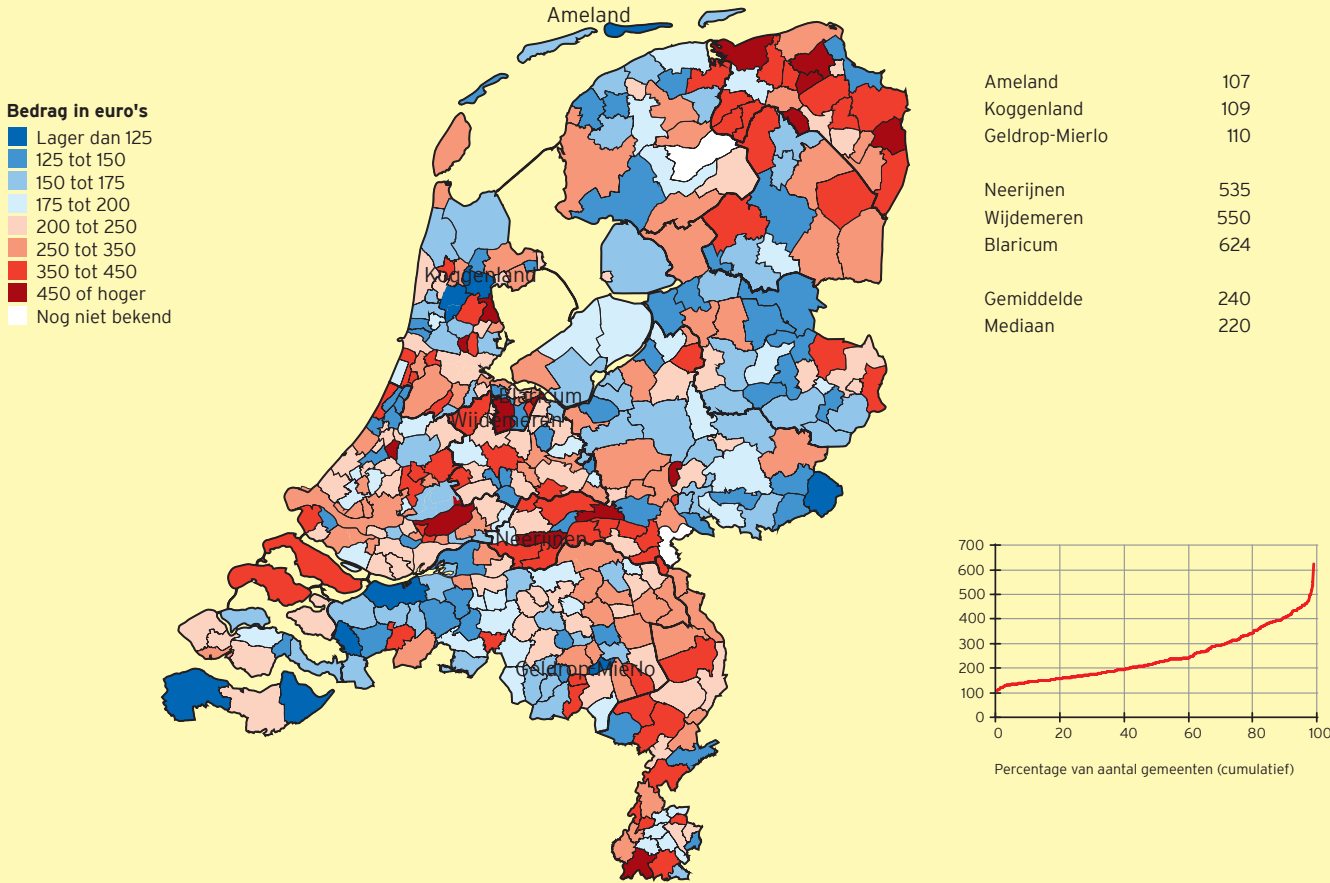 Ameland
Bedrag in euro's
Lager dan 125
125 tot 150
150 tot 175
175 tot 200
200 tot 250
250 tot 350
350 tot 450
450 of hoger
Nog niet bekend
Koggenland
Blaricum
Wijdemeren
Neerijnen
Geldrop-Mierlo
Ameland 107
Koggenland 109
Geldrop-Mierlo 110
Neerijnen 535
Wijdemeren 550
Blaricum 624
Gemiddelde 240
Mediaan 220
700
600
500
400
300
200
100
0
0 20 40 60 80 100
Percentage van aantal gemeenten (cumulatief)